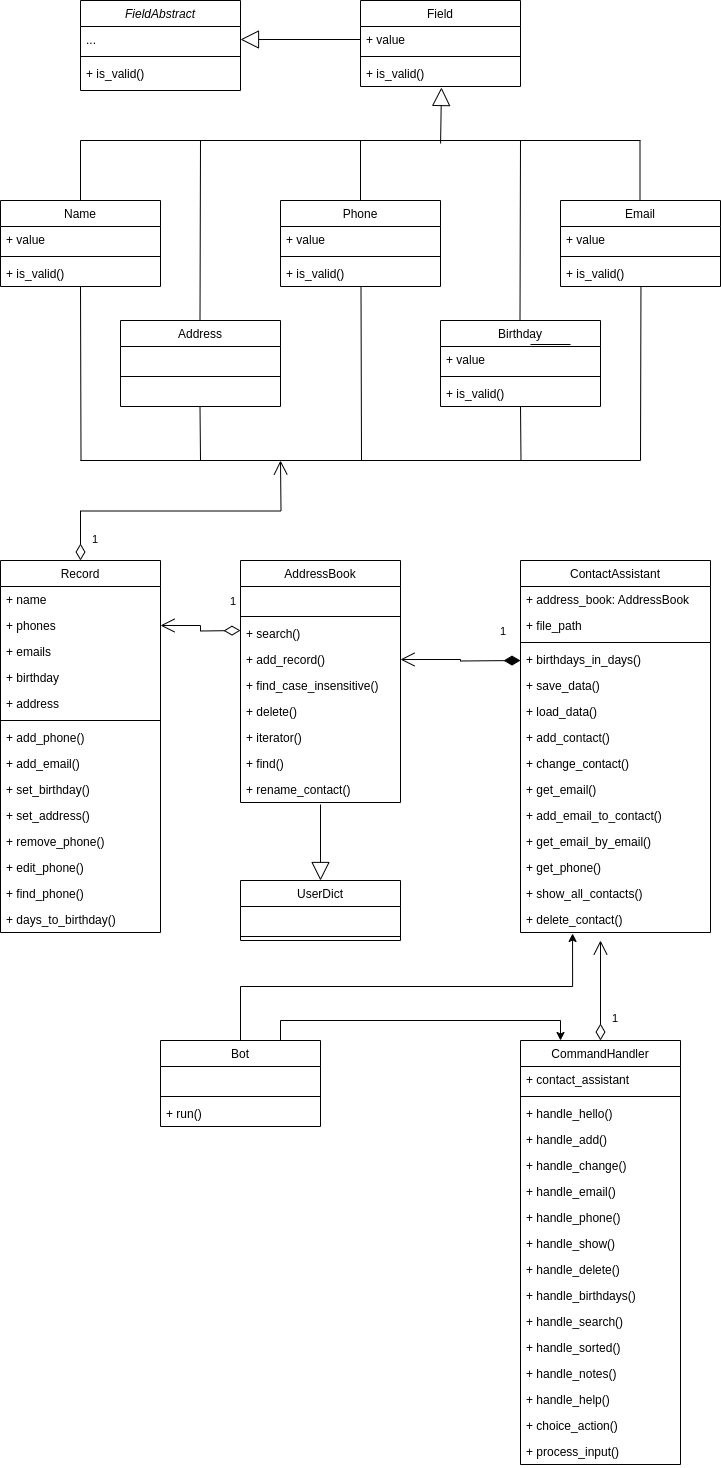 FieldAbstract
...
+ is_valid()
Field
+ value
+ is_valid()
Name
+ value
+ is_valid()
Phone
+ value
+ is_valid()
Email
+ value
+ is_valid()
Address
Birthday
+ value
+ is_valid()
1
Record
+ name
+ phones
+ emails
+ birthday
+ address
+ add_phone()
+ add_email()
+ set_birthday()
+ set_address()
+ remove_phone()
+ edit_phone()
+ find_phone()
+ days_to_birthday()
1
AddressBook
+ search()
+ add_record()
+ find_case_insensitive()
+ delete()
+ iterator()
+ find()
+ rename_contact()
UserDict
1
ContactAssistant
+ address_book: AddressBook
+ file_path
+ birthdays_in_days()
+ save_data()
+ load_data()
+ add_contact()
+ change_contact()
+ get_email()
+ add_email_to_contact()
+ get_email_by_email()
+ get_phone()
+ show_all_contacts()
+ delete_contact()
1
Bot
+ run()
CommandHandler
+ contact_assistant
+ handle_hello()
+ handle_add()
+ handle_change()
+ handle_email()
+ handle_phone()
+ handle_show()
+ handle_delete()
+ handle_birthdays()
+ handle_search()
+ handle_sorted()
+ handle_notes()
+ handle_help()
+ choice_action()
+ process_input()